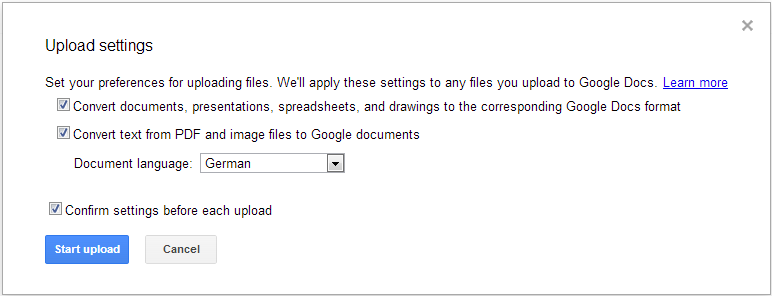 Upload settings
Set your preferences for uploading files. We'll apply these settings to any files you upload to Google Docs. Learn more
Convert documents, presentations, spreadsheets, and drawings to the corresponding Google Docs format
Convert text from PDF and image files to Google documents
Document language: German
Confirm settings before each upload
Start upload Cancel